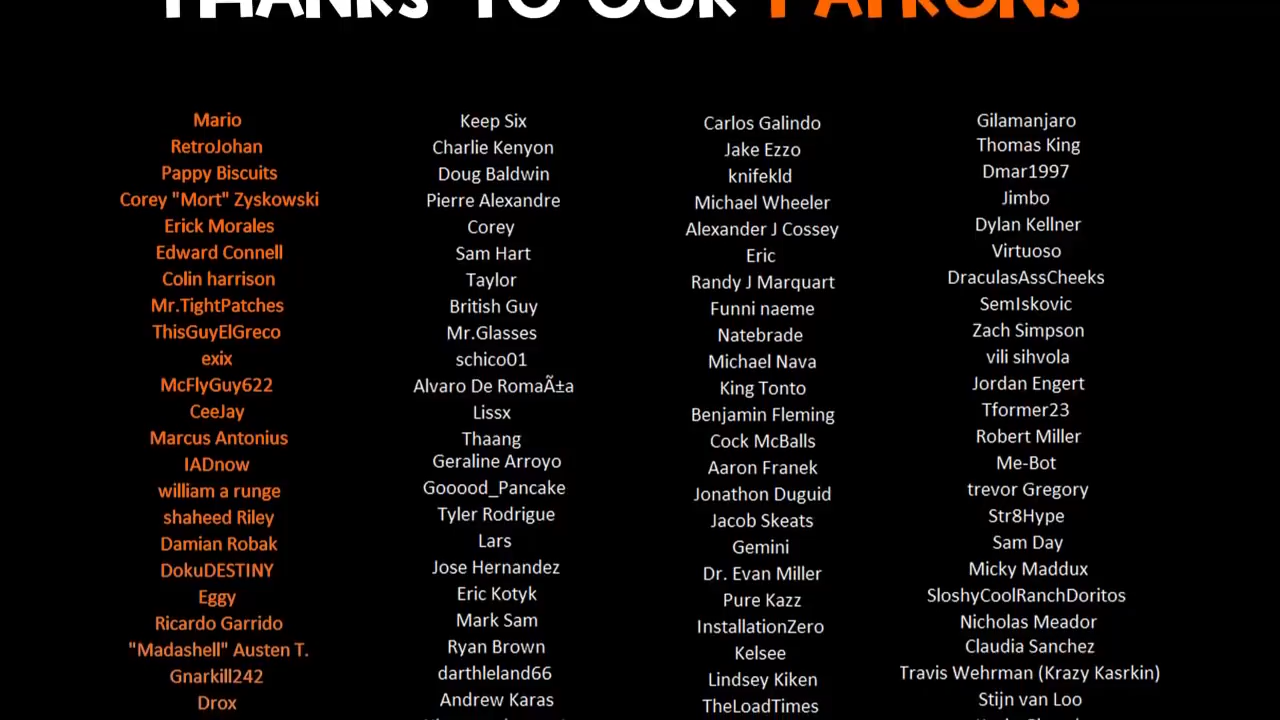 THANKS TO OUR PATRONS
Mario
RetroJohan
Pappy Biscuits
Corey "Mort" Zyskowski
Erick Morales
Edward Connell
Colin harrison
Mr.TightPatches
ThisGuyElGreco
exix
McFlyGuy622
CeeJay
Marcus Antonius
IADnow
william a runge
shaheed Riley
Damian Robak
DokuDESTINY
Eggy
Ricardo Garrido
"Madashell" Austen T.
Gnarkill242
Drox
Keep Six
Charlie Kenyon
Doug Baldwin
Pierre Alexandre
Corey
Sam Hart
Taylor
British Guy
Mr.Glasses
schico01
Alvaro De RomaÃ±a
Lissx
Thaang
Geraline Arroyo
Gooood_Pancake
Tyler Rodrigue
Lars
Jose Hernandez
Eric Kotyk
Mark Sam
Ryan Brown
darthleland66
Andrew Karas
Carlos Galindo
Jake Ezzo
knifekld
Michael Wheeler
Alexander J Cossey
Eric
Randy J Marquart
Funni naeme
Natebrade
Michael Nava
King Tonto
Benjamin Fleming
Cock McBalls
Aaron Franek
Jonathon Duguid
Jacob Skeats
Gemini
Dr. Evan Miller
Pure Kazz
InstallationZero
Kelsee
Lindsey Kiken
TheLoadTimes
Gilamanjaro
Thomas King
Dmar1997
Jimbo
Dylan Kellner
Virtuoso
DraculasAssCheeks
SemIskovic
Zach Simpson
vili sihvola
Jordan Engert
Tformer23
Robert Miller
Me-Bot
trevor Gregory
Str8Hype
Sam Day
Micky Maddux
SloshyCoolRanchDoritos
Nicholas Meador
Claudia Sanchez
Travis Wehrman (Krazy Kasrkin)
Stijn van Loo